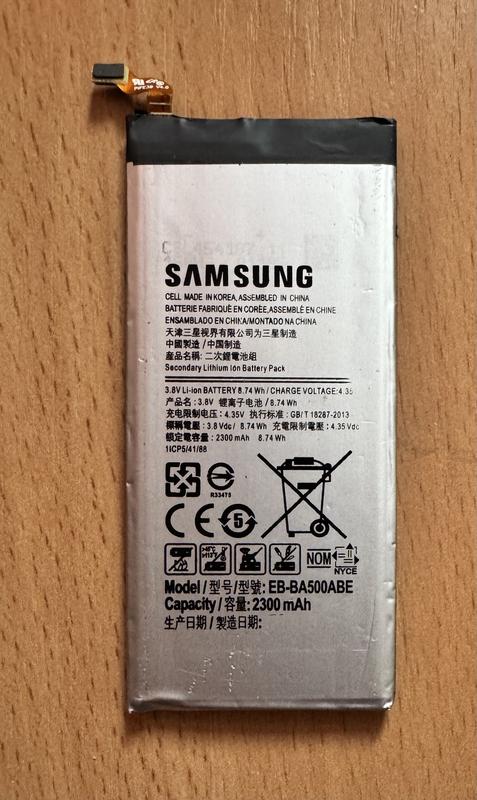 PFE39 V4.0
SAMSUNG
CELL MADE IN KOREA, ASSEMBLED IN CHINA
BATTERIE FABRIQUÉ EN CORÉE, ASSEMBLÉ EN CHINE
ENSAMBLADO EN CHINA/MONTADO NA CHINA
天津三星视界有限公司为三星制造
中國製造 / 中国制造
產品名稱: 二次鋰電池組
Secondary Lithium Ion Battery Pack
3.8V Li-ion BATTERY 8.74 Wh / CHARGE VOLTAGE:4.35
产品名: 3.8V 锂离子电池 / 8.74 Wh
充电限制电压: 4.35V 执行标准: GB/T 18287-2013
標稱電壓: 3.8 Vdc/ 8.74 Wh 充電限制電壓: 4.35 Vdc
额定電容量: 2300 mAh 8.74 Wh
1ICP5/41/88
R33475
CE 5
NOM NYCE
Model / 型号/ 型號: EB-BA500ABE
Capacity / 容量: 2300 mAh
生产日期 / 製造日期: